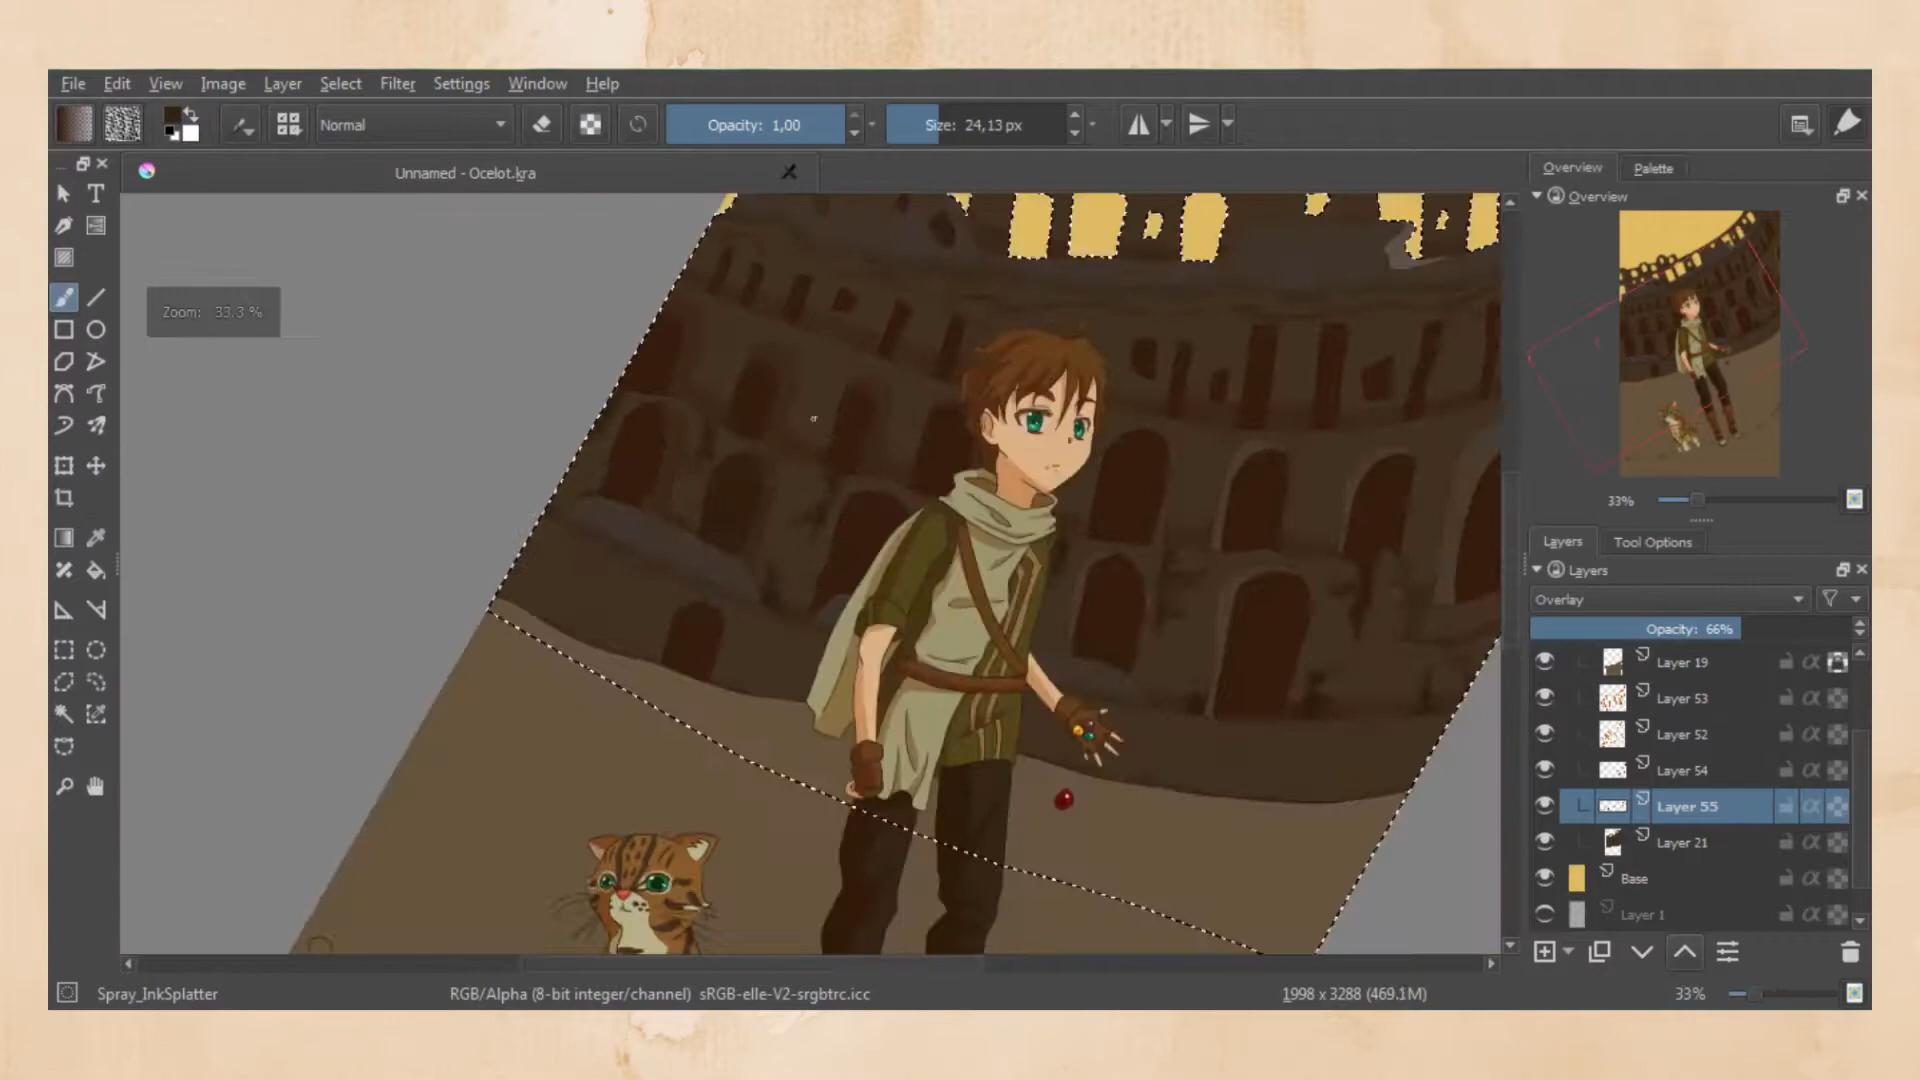 File Edit View Image Layer Select Filter Settings Window Help
Normal Opacity: 1,00 Size: 24,13 px
Unnamed - Ocelot.kra
Zoom: 33.3 %
Overview Palette
Overview
33%
Layers Tool Options
Layers
Overlay
Opacity: 66%
Layer 19
Layer 53
Layer 52
Layer 54
Layer 55
Layer 21
Base
Layer 1
Spray_InkSplatter RGB/Alpha (8-bit integer/channel) sRGB-elle-V2-srgbtrc.icc 1998 x 3288 (469.1M) 33%